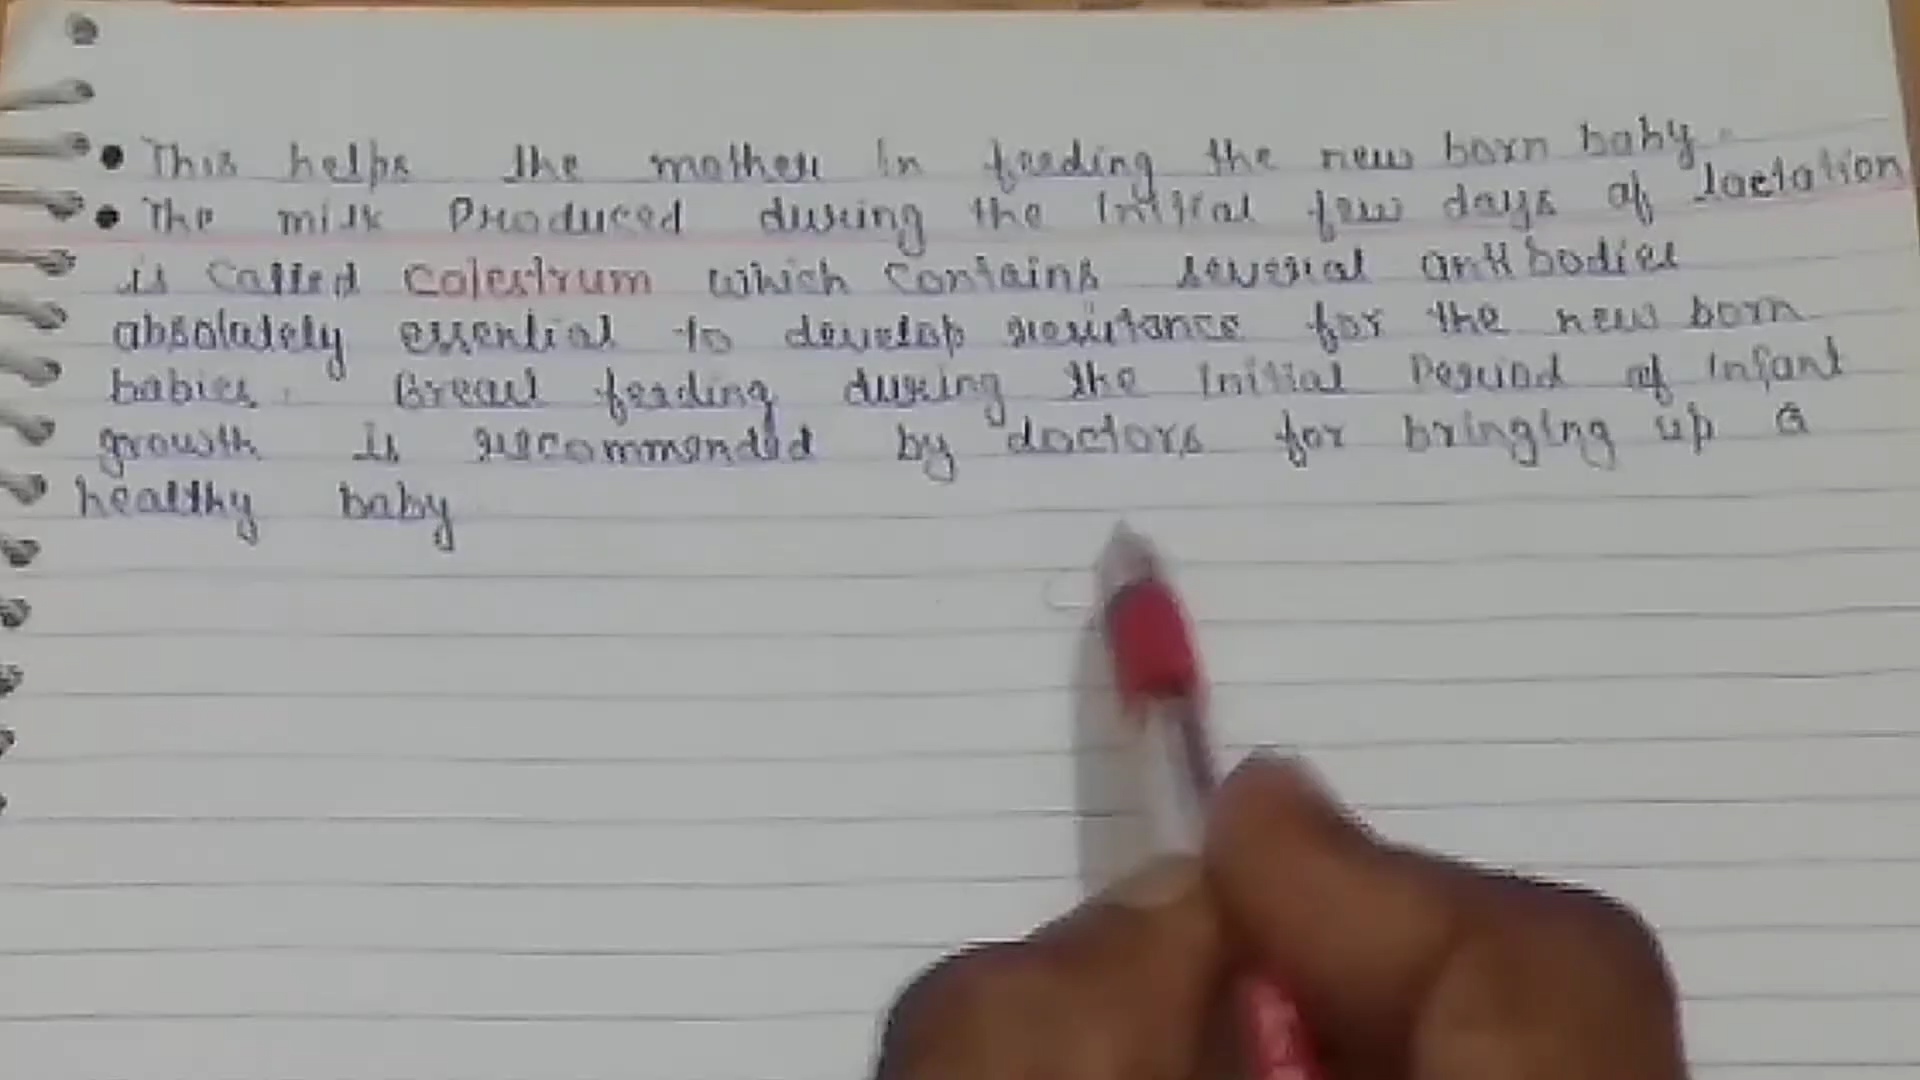 • This helps the mother in feeding the new born baby.
• The milk Produced during the initial few days of lactation
is called Colestrum which contains several antibodies
absolutely essential to develop resistance for the new born
babies. Breast feeding during the initial Period of infant
growth is recommended by doctors for bringing up a
healthy baby